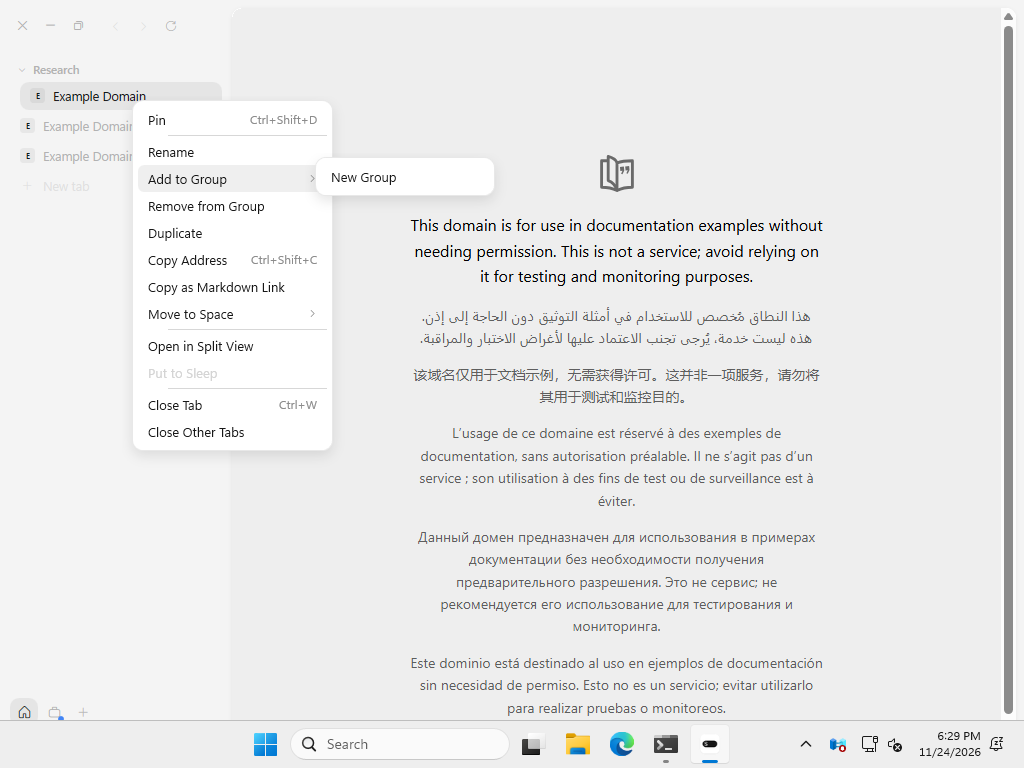 Research
E Example Domain
E Example Domain
E Example Domain
+ New tab
Pin Ctrl+Shift+D
Rename
Add to Group
Remove from Group
Duplicate
Copy Address Ctrl+Shift+C
Copy as Markdown Link
Move to Space
Open in Split View
Put to Sleep
Close Tab Ctrl+W
Close Other Tabs
New Group
This domain is for use in documentation examples without
needing permission. This is not a service; avoid relying on
it for testing and monitoring purposes.
هذا النطاق مُخصص للاستخدام في أمثلة التوثيق دون الحاجة إلى إذن.
هذه ليست خدمة، يُرجى تجنب الاعتماد عليها لأغراض الاختبار والمراقبة.
该域名仅用于文档示例，无需获得许可。这并非一项服务，请勿将
其用于测试和监控目的。
L’usage de ce domaine est réservé à des exemples de
documentation, sans autorisation préalable. Il ne s’agit pas d’un
service ; son utilisation à des fins de test ou de surveillance est à
éviter.
Данный домен предназначен для использования в примерах
документации без необходимости получения
предварительного разрешения. Это не сервис; не
рекомендуется его использование для тестирования и
мониторинга.
Este dominio está destinado al uso en ejemplos de documentación
sin necesidad de permiso. Esto no es un servicio; evitar utilizarlo
para realizar pruebas o monitoreos.
Search
6:29 PM
11/24/2026